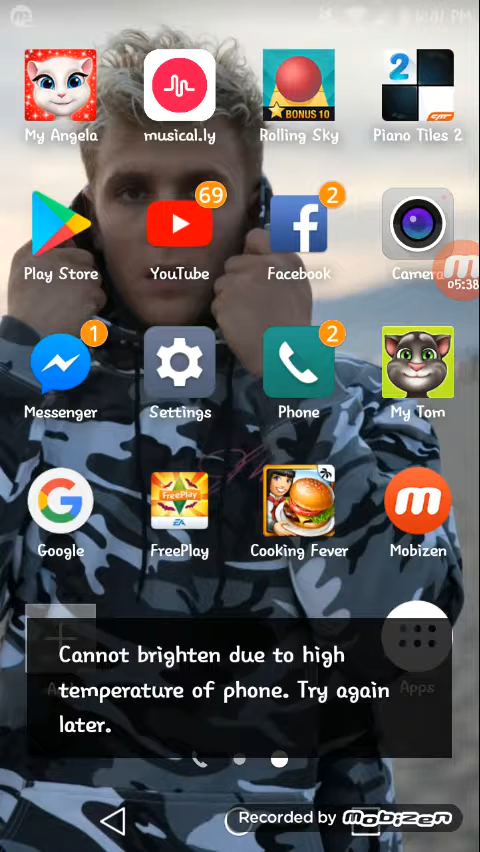 My Angela
musical.ly
Rolling Sky
Piano Tiles 2
BONUS 10
2
Play Store
YouTube
Facebook
Camera
69
2
05:38
Messenger
Settings
Phone
My Tom
1
2
Google
FreePlay
Cooking Fever
Mobizen
FreePlay
EA
Apps
Cannot brighten due to high
temperature of phone. Try again
later.
Recorded by Mobizen